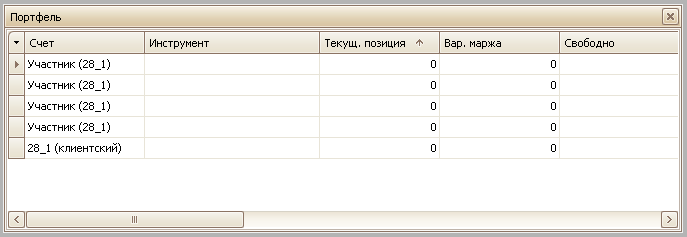 Портфель
Счет Инструмент Текущ. позиция Вар. маржа Свободно
Участник (28_1) 0 0
Участник (28_1) 0 0
Участник (28_1) 0 0
Участник (28_1) 0 0
28_1 (клиентский) 0 0